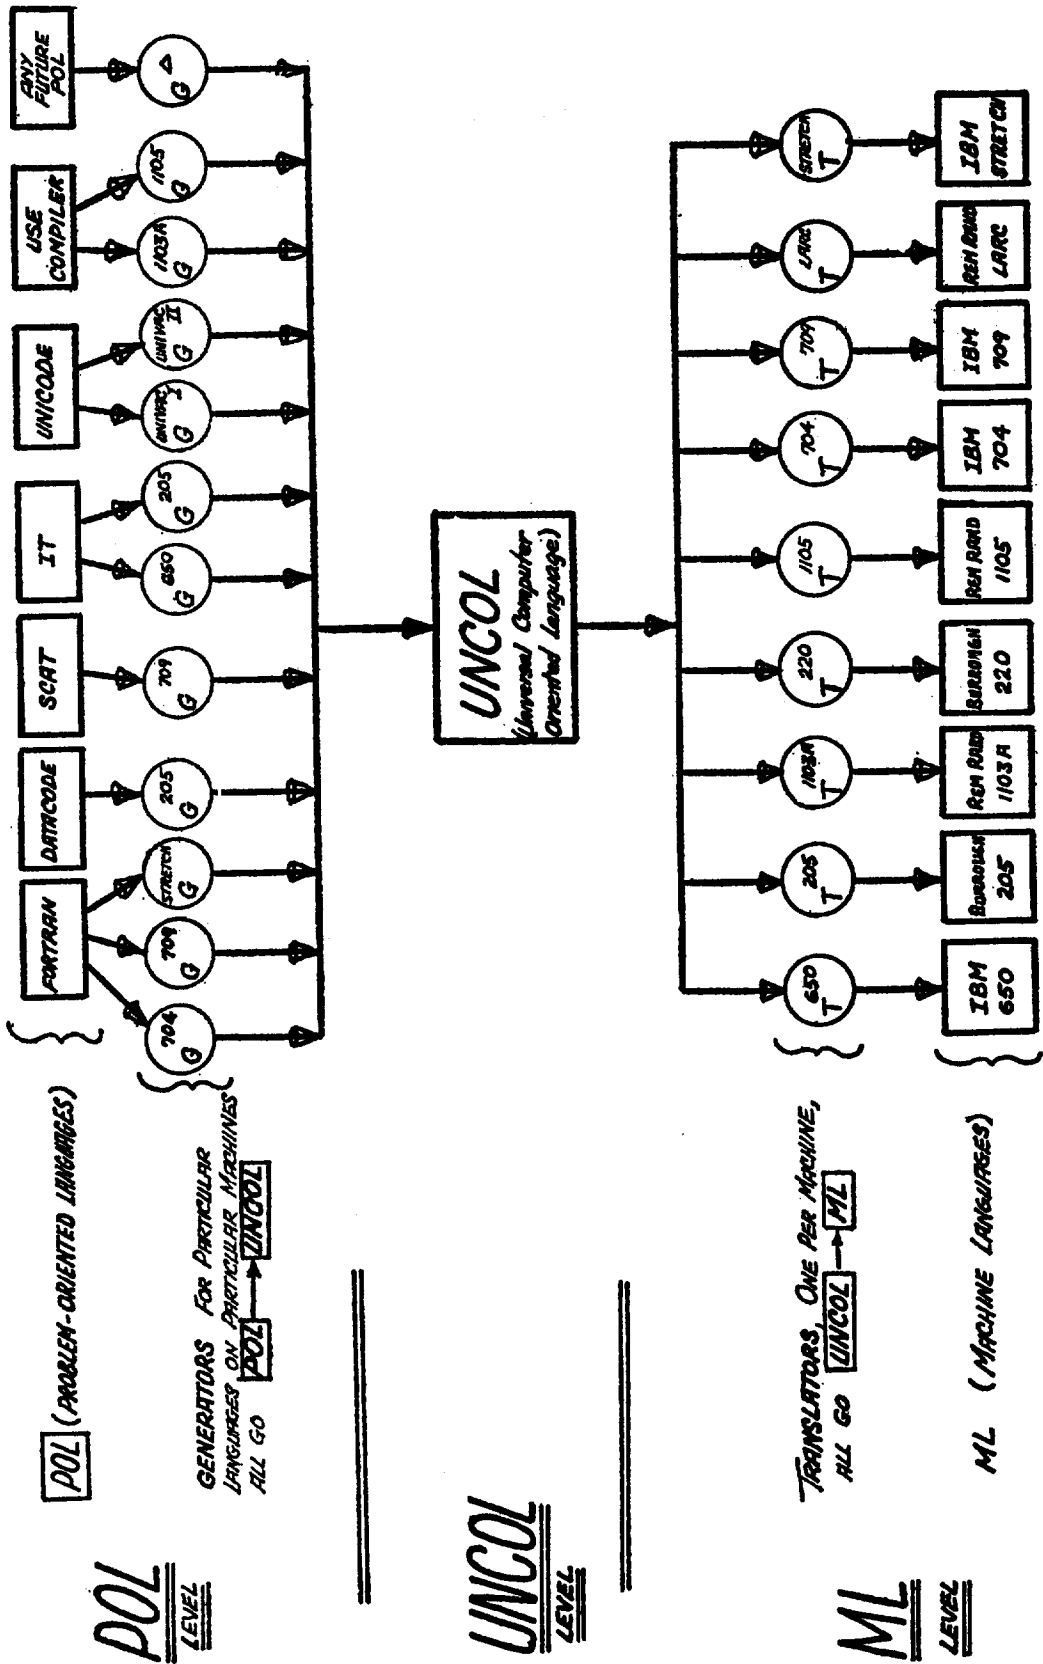 POL
LEVEL
POL (PROBLEM-ORIENTED LANGUAGES)
FORTRAN
DATACODE
SCAT
IT
UNICODE
USE
COMPILER
ANY
FUTURE
POL
GENERATORS FOR PARTICULAR
LANGUAGES ON PARTICULAR MACHINES
ALL GO POL UNCOL
704
G
709
G
STRETCH
G
205
G
709
G
650
G
205
G
UNIVAC
I
G
UNIVAC
II
G
1103A
G
1105
G
Δ
G
UNCOL
LEVEL
UNCOL
(Universal Computer
Oriented Language)
ML
LEVEL
TRANSLATORS, ONE PER MACHINE,
ALL GO UNCOL ML
650
T
205
T
1103A
T
220
T
1105
T
704
T
709
T
LARC
T
STRETCH
T
ML (MACHINE LANGUAGES)
IBM
650
BURROUGH
205
REM RAND
1103A
BURROUGH
220
REM RAND
1105
IBM
704
IBM
709
REM RAND
LARC
IBM
STRETCH